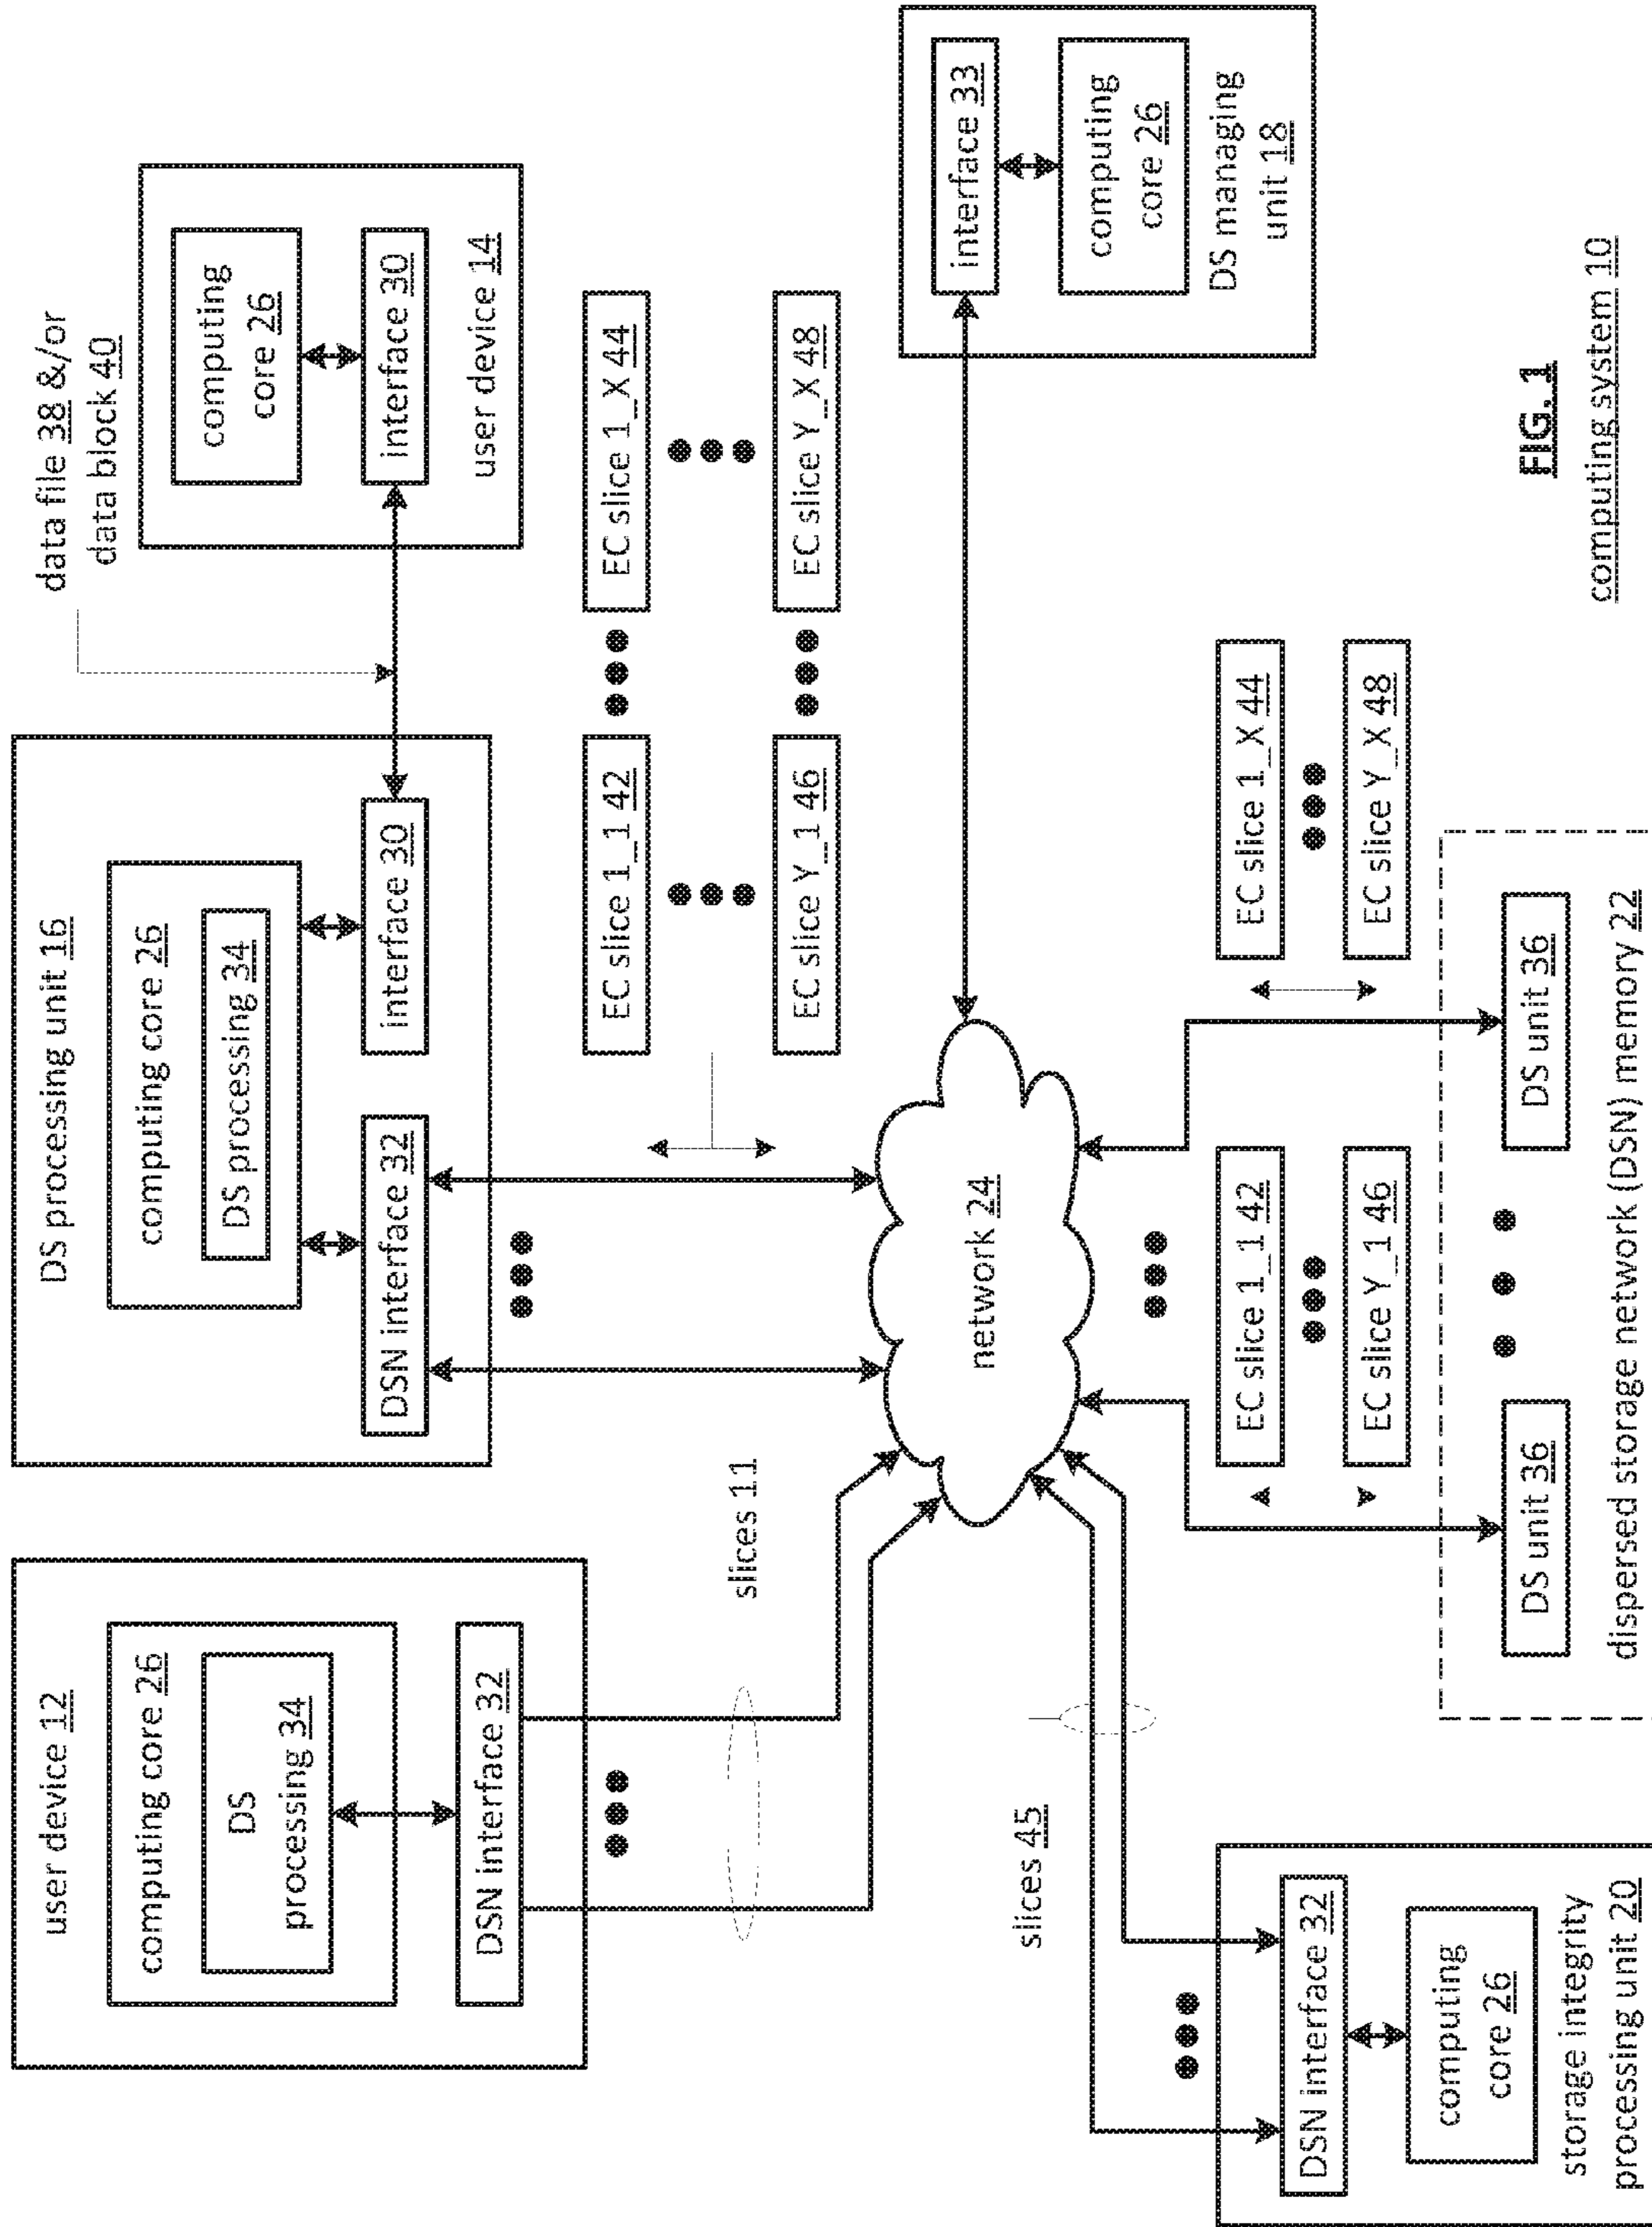 user device 12
computing core 26
DS
processing 34
DSN interface 32
slices 11
DS processing unit 16
computing core 26
DS processing 34
DSN interface 32
interface 30
data file 38 &/or
data block 40
computing
core 26
interface 30
user device 14
EC slice 1_1 42
EC slice 1_X 44
EC slice Y_1 46
EC slice Y_X 48
network 24
interface 33
computing
core 26
DS managing
unit 18
slices 45
DSN interface 32
computing
core 26
storage integrity
processing unit 20
EC slice 1_1 42
EC slice Y_1 46
EC slice 1_X 44
EC slice Y_X 48
DS unit 36
DS unit 36
dispersed storage network (DSN) memory 22
FIG. 1
computing system 10